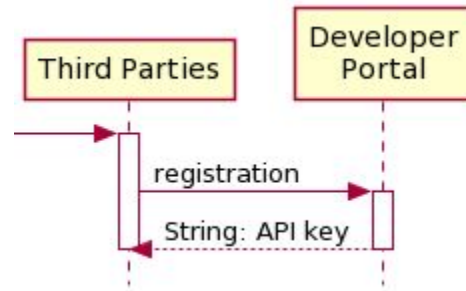 Third Parties
Developer
Portal
registration
String: API key